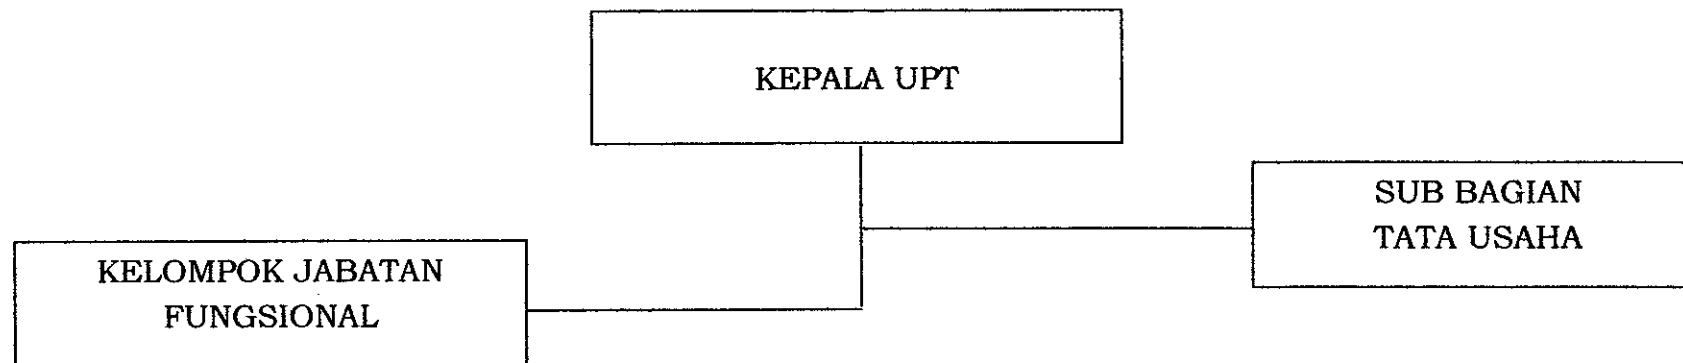 KEPALA UPT
SUB BAGIAN
TATA USAHA
KELOMPOK JABATAN
FUNGSIONAL